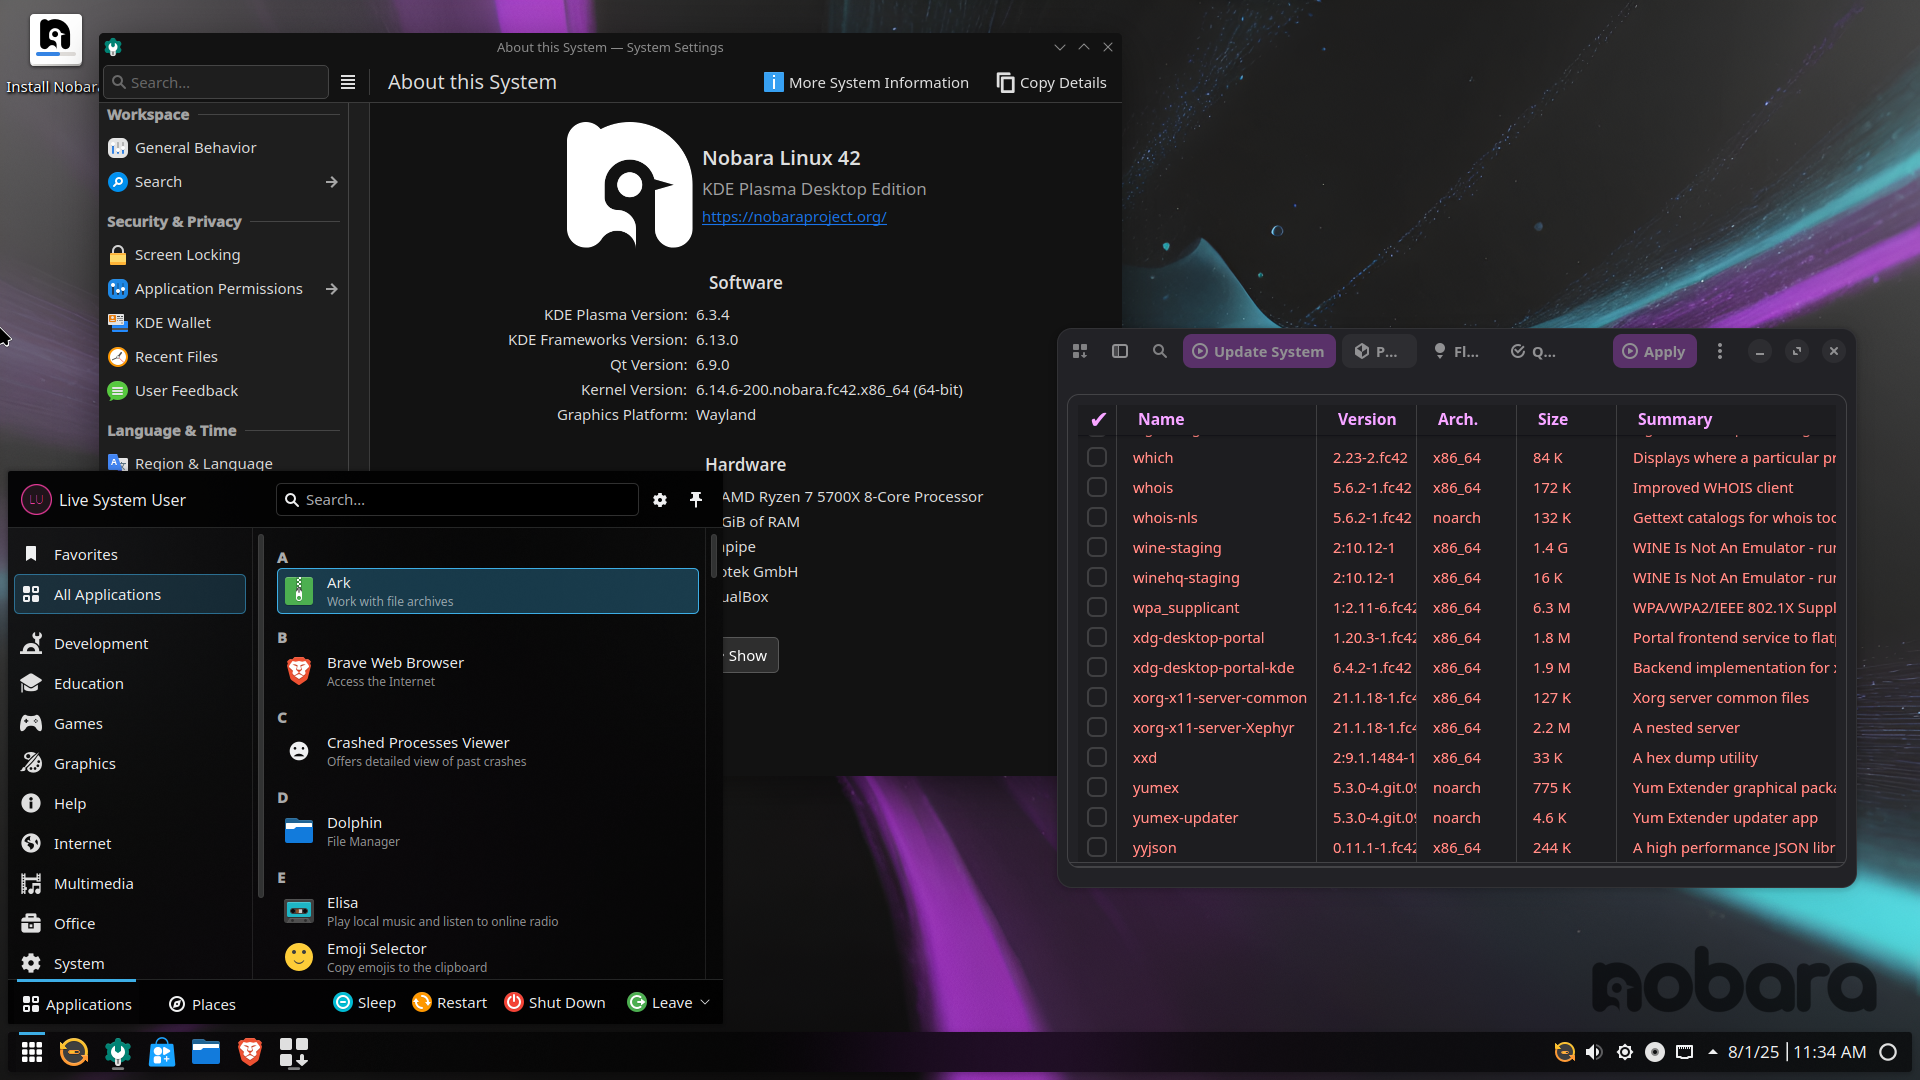 Install Nobar
About this System — System Settings
Search...
About this System
More System Information
Copy Details
Workspace
General Behavior
Search
Security & Privacy
Screen Locking
Application Permissions
KDE Wallet
Recent Files
User Feedback
Language & Time
Region & Language
Nobara Linux 42
KDE Plasma Desktop Edition
https://nobaraproject.org/
Software
KDE Plasma Version: 6.3.4
KDE Frameworks Version: 6.13.0
Qt Version: 6.9.0
Kernel Version: 6.14.6-200.nobara.fc42.x86_64 (64-bit)
Graphics Platform: Wayland
Hardware
AMD Ryzen 7 5700X 8-Core Processor
GiB of RAM
pipe
otek GmbH
ualBox
Show
LU Live System User
Search...
Favorites
All Applications
Development
Education
Games
Graphics
Help
Internet
Multimedia
Office
System
A
Ark
Work with file archives
B
Brave Web Browser
Access the Internet
C
Crashed Processes Viewer
Offers detailed view of past crashes
D
Dolphin
File Manager
E
Elisa
Play local music and listen to online radio
Emoji Selector
Copy emojis to the clipboard
Applications
Places
Sleep
Restart
Shut Down
Leave
Update System
P...
Fl...
Q...
Apply
✔ Name Version Arch. Size Summary
which 2.23-2.fc42 x86_64 84 K Displays where a particular pr
whois 5.6.2-1.fc42 x86_64 172 K Improved WHOIS client
whois-nls 5.6.2-1.fc42 noarch 132 K Gettext catalogs for whois too
wine-staging 2:10.12-1 x86_64 1.4 G WINE Is Not An Emulator - run
winehq-staging 2:10.12-1 x86_64 16 K WINE Is Not An Emulator - run
wpa_supplicant 1:2.11-6.fc42 x86_64 6.3 M WPA/WPA2/IEEE 802.1X Suppl
xdg-desktop-portal 1.20.3-1.fc42 x86_64 1.8 M Portal frontend service to flatp
xdg-desktop-portal-kde 6.4.2-1.fc42 x86_64 1.9 M Backend implementation for x
xorg-x11-server-common 21.1.18-1.fc4 x86_64 127 K Xorg server common files
xorg-x11-server-Xephyr 21.1.18-1.fc4 x86_64 2.2 M A nested server
xxd 2:9.1.1484-1 x86_64 33 K A hex dump utility
yumex 5.3.0-4.git.09 noarch 775 K Yum Extender graphical packa
yumex-updater 5.3.0-4.git.09 noarch 4.6 K Yum Extender updater app
yyjson 0.11.1-1.fc42 x86_64 244 K A high performance JSON libr
nobara
8/1/25
11:34 AM